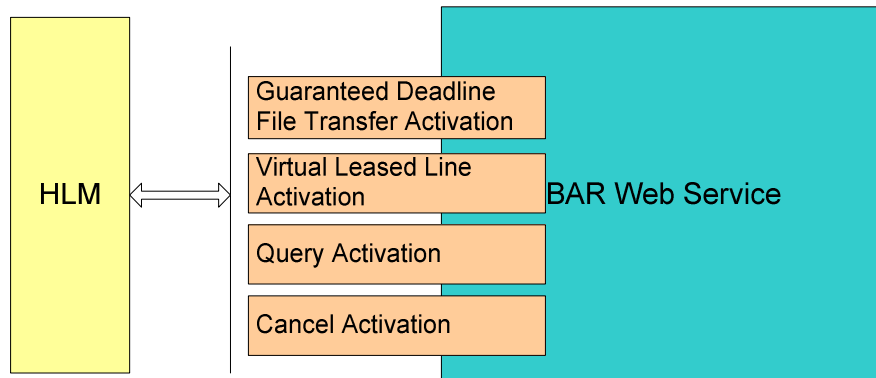 HLM
Guaranteed Deadline
File Transfer Activation
Virtual Leased Line
Activation
Query Activation
Cancel Activation
BAR Web Service